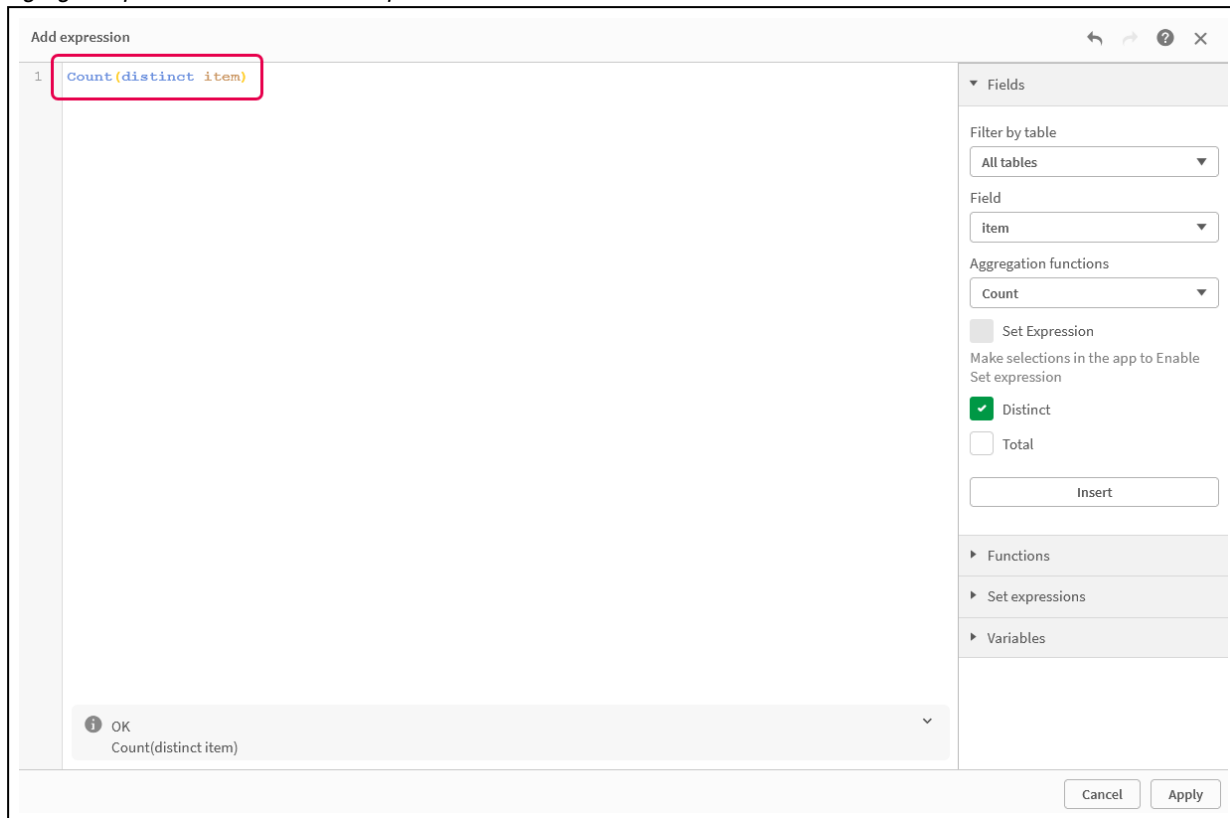 Add expression
1 Count(distinct item)
Fields
Filter by table
All tables
Field
item
Aggregation functions
Count
Set Expression
Make selections in the app to Enable
Set expression
Distinct
Total
Insert
Functions
Set expressions
Variables
OK
Count(distinct item)
Cancel Apply